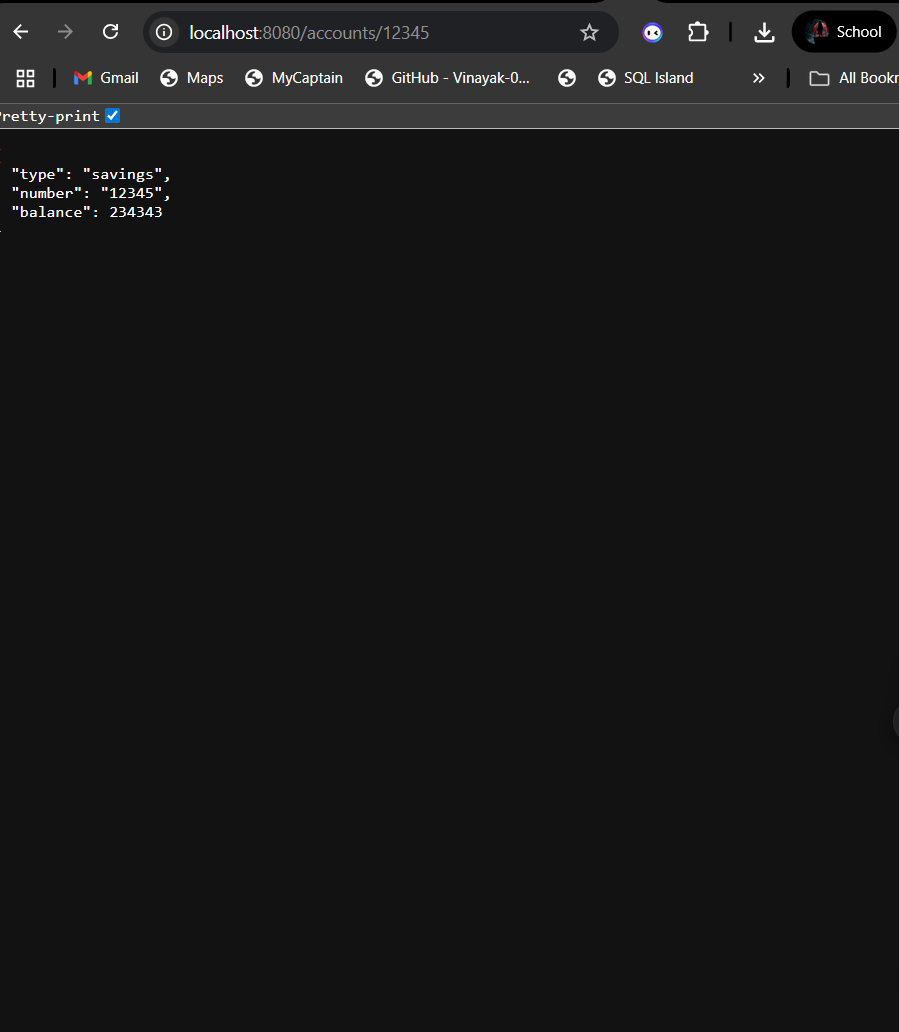 localhost:8080/accounts/12345
School
Gmail
Maps
MyCaptain
GitHub - Vinayak-0...
SQL Island
All Bookr
retty-print
"type": "savings",
"number": "12345",
"balance": 234343